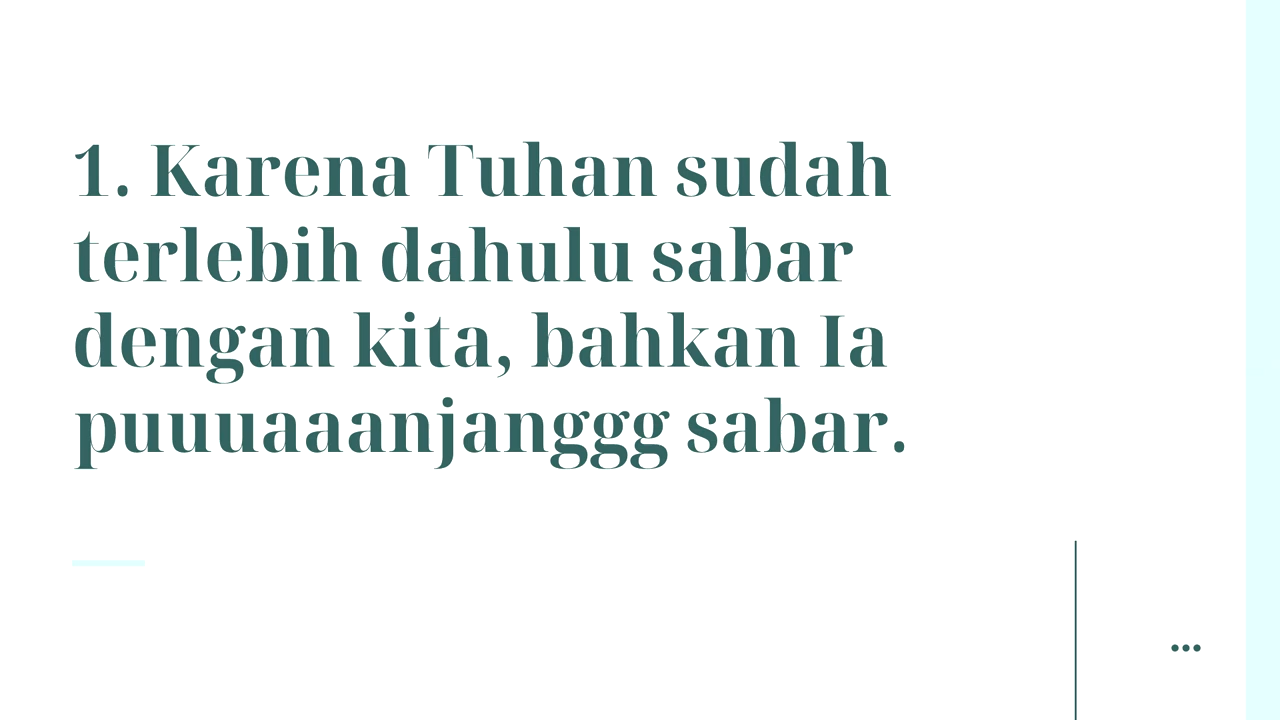 1. Karena Tuhan sudah
terlebih dahulu sabar
dengan kita, bahkan Ia
puuuaaanjanggg sabar.
...